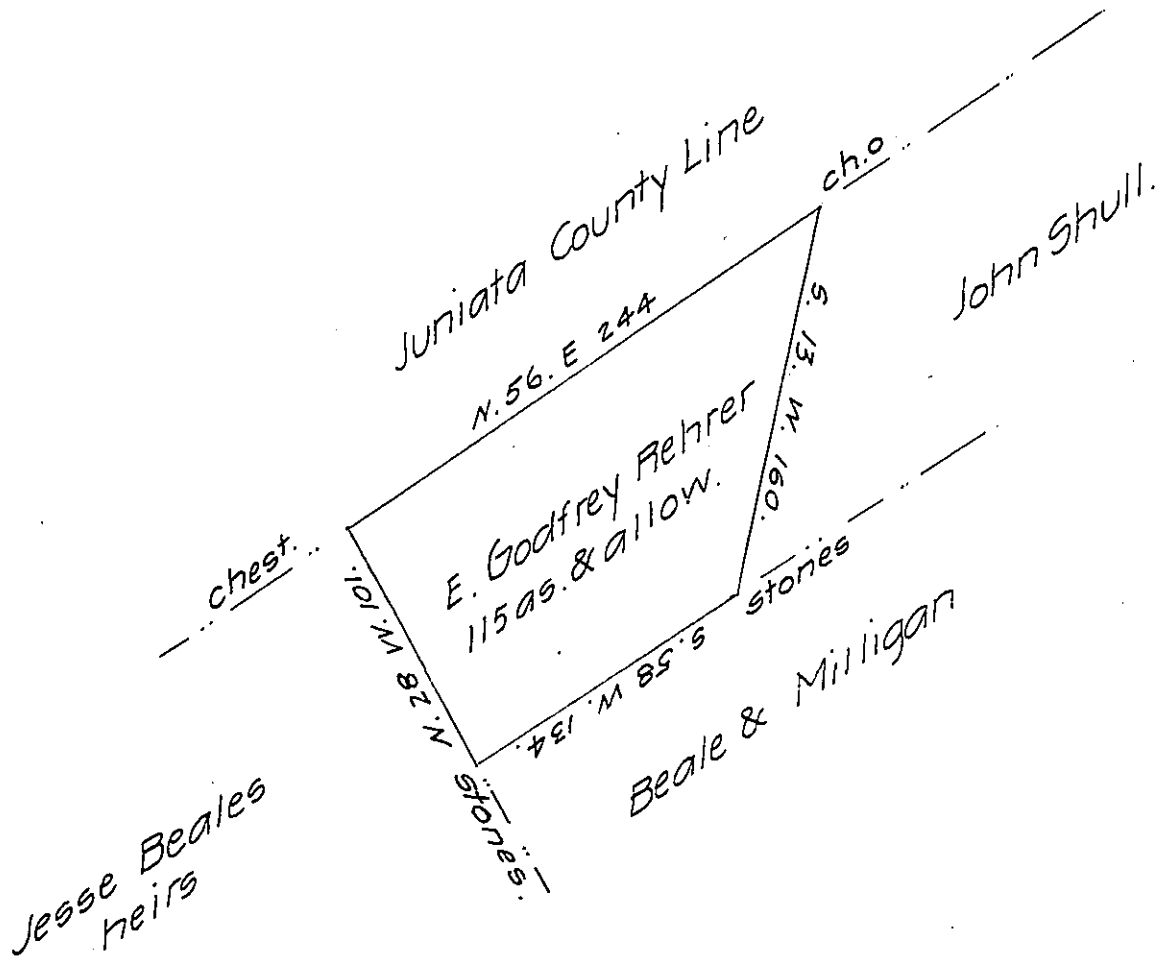 Juniata County Line
ch.o
John Shull.
N. 56. E 244
S. 13. W. 160.
E. Godfrey Rehrer
115 as. & allow.
chest.
N. 28 W. 101.
S. 58 W. 134.
stones
Beale & Milligan
stones.
Jesse Beales
heirs